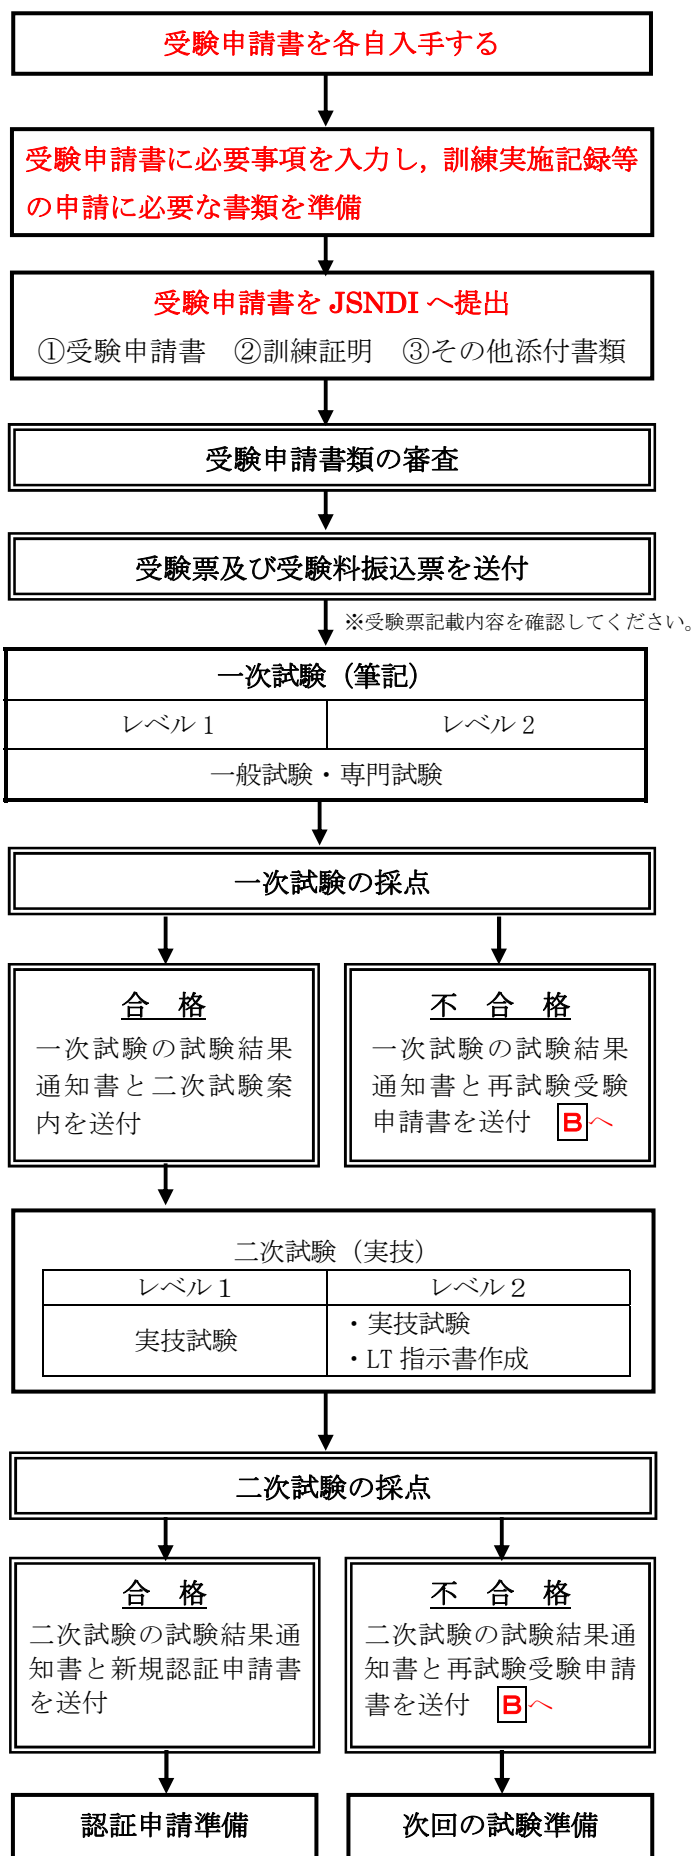 受験申請書を各自入手する
受験申請書に必要事項を入力し，訓練実施記録等
の申請に必要な書類を準備
受験申請書を JSNDI へ提出
①受験申請書　②訓練証明　③その他添付書類
受験申請書類の審査
受験票及び受験料振込票を送付
※受験票記載内容を確認してください。
一次試験（筆記）
レベル 1　レベル 2
一般試験・専門試験
一次試験の採点
合　格
一次試験の試験結果
通知書と二次試験案
内を送付
不　合　格
一次試験の試験結果
通知書と再試験受験
申請書を送付　B へ
二次試験（実技）
レベル１　レベル２
実技試験
・実技試験
・LT 指示書作成
二次試験の採点
合　格
二次試験の試験結果通
知書と新規認証申請書
を送付
不　合　格
二次試験の試験結果通
知書と再試験受験申請
書を送付　B へ
認証申請準備
次回の試験準備